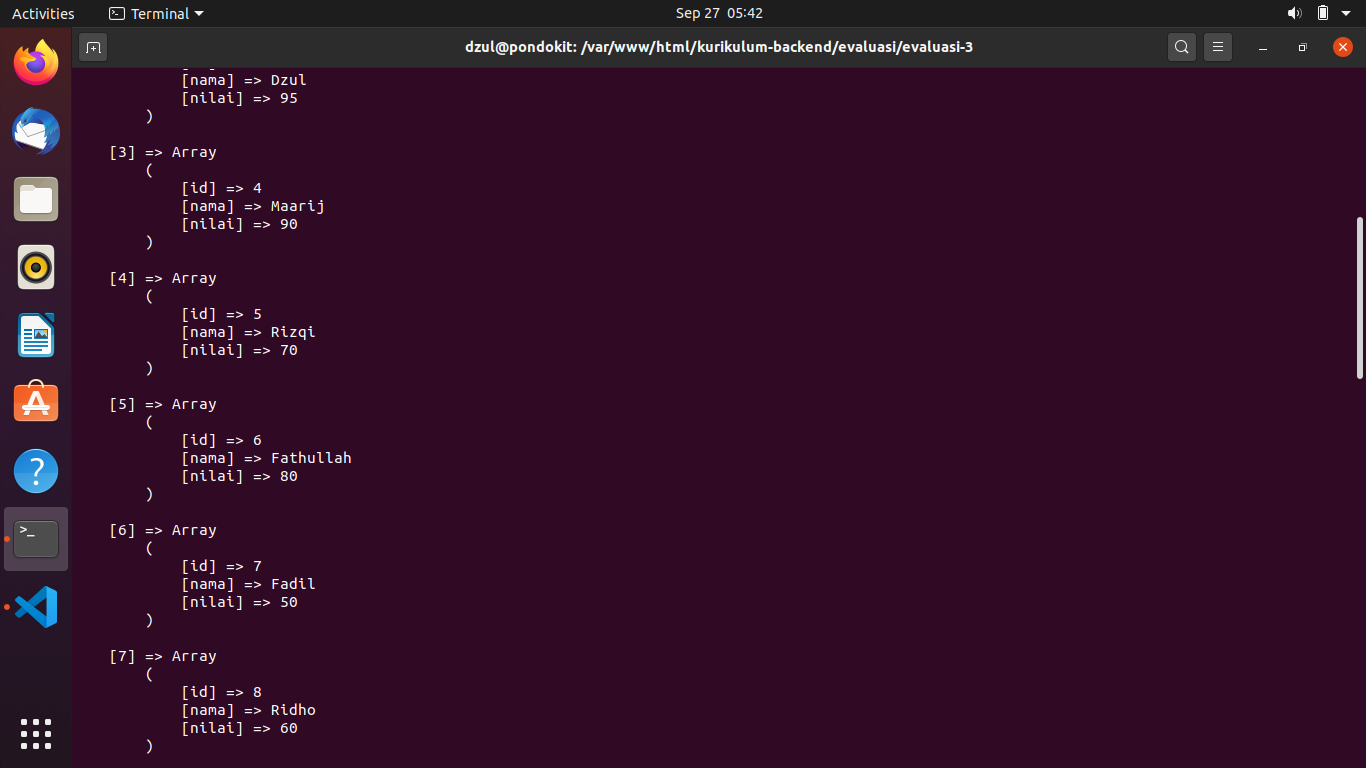 Activities
Terminal
Sep 27 05:42
dzul@pondokit: /var/www/html/kurikulum-backend/evaluasi/evaluasi-3
[nama] => Dzul
[nilai] => 95
)
[3] => Array
(
[id] => 4
[nama] => Maarij
[nilai] => 90
)
[4] => Array
(
[id] => 5
[nama] => Rizqi
[nilai] => 70
)
[5] => Array
(
[id] => 6
[nama] => Fathullah
[nilai] => 80
)
[6] => Array
(
[id] => 7
[nama] => Fadil
[nilai] => 50
)
[7] => Array
(
[id] => 8
[nama] => Ridho
[nilai] => 60
)